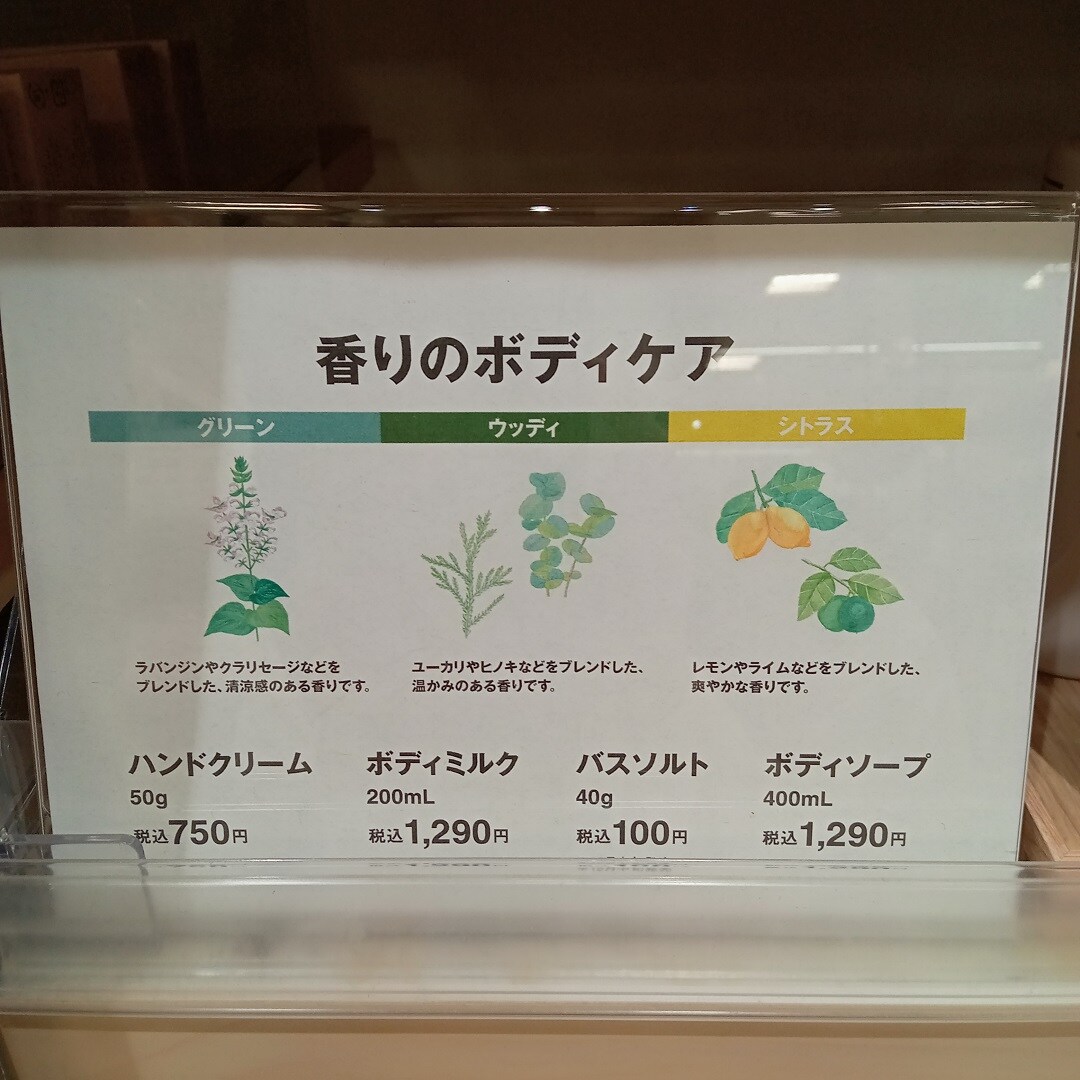 香りのボディケア
グリーン
ウッディ
シトラス
ラバンジンやクラリセージなどを
ブレンドした、清涼感のある香りです。
ユーカリやヒノキなどをブレンドした、
温かみのある香りです。
レモンやライムなどをブレンドした、
爽やかな香りです。
ハンドクリーム
50g
税込750円
ボディミルク
200mL
税込1,290円
バスソルト
40g
税込100円
ボディソープ
400mL
税込1,290円